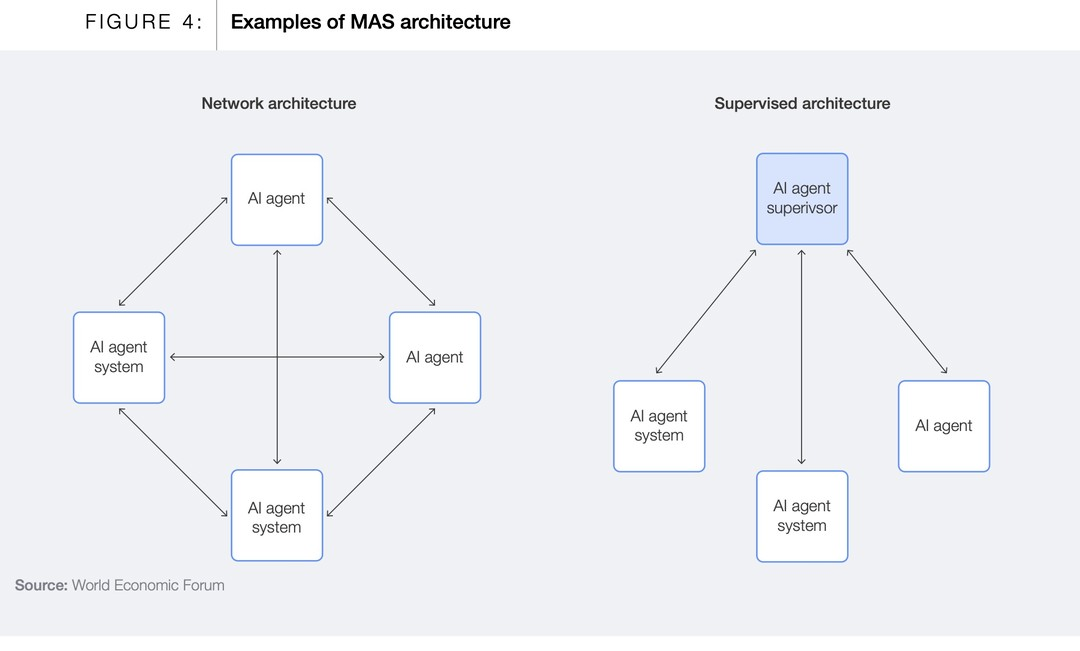 FIGURE 4:
Examples of MAS architecture
Network architecture
AI agent
AI agent
system
AI agent
AI agent
system
Supervised architecture
AI agent
superivsor
AI agent
system
AI agent
AI agent
system
Source: World Economic Forum